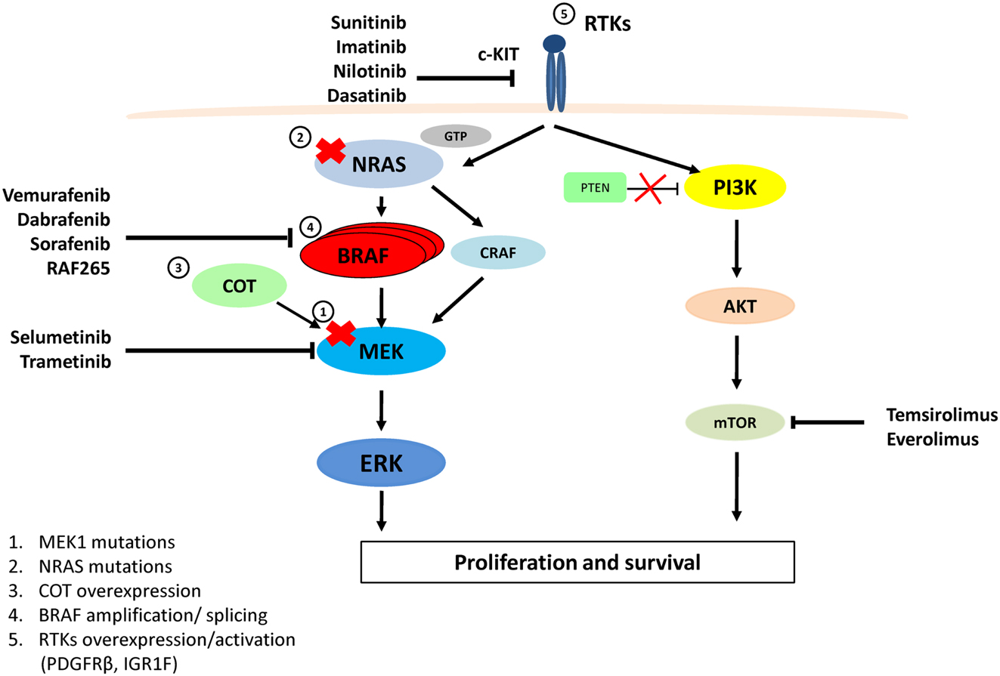 Sunitinib
Imatinib
Nilotinib
Dasatinib
c-KIT
5
RTKs
2
NRAS
GTP
PTEN
PI3K
Vemurafenib
Dabrafenib
Sorafenib
RAF265
4
BRAF
CRAF
3
COT
AKT
1
Selumetinib
Trametinib
MEK
mTOR
Temsirolimus
Everolimus
ERK
Proliferation and survival
1. MEK1 mutations
2. NRAS mutations
3. COT overexpression
4. BRAF amplification/ splicing
5. RTKs overexpression/activation
(PDGFRβ, IGR1F)